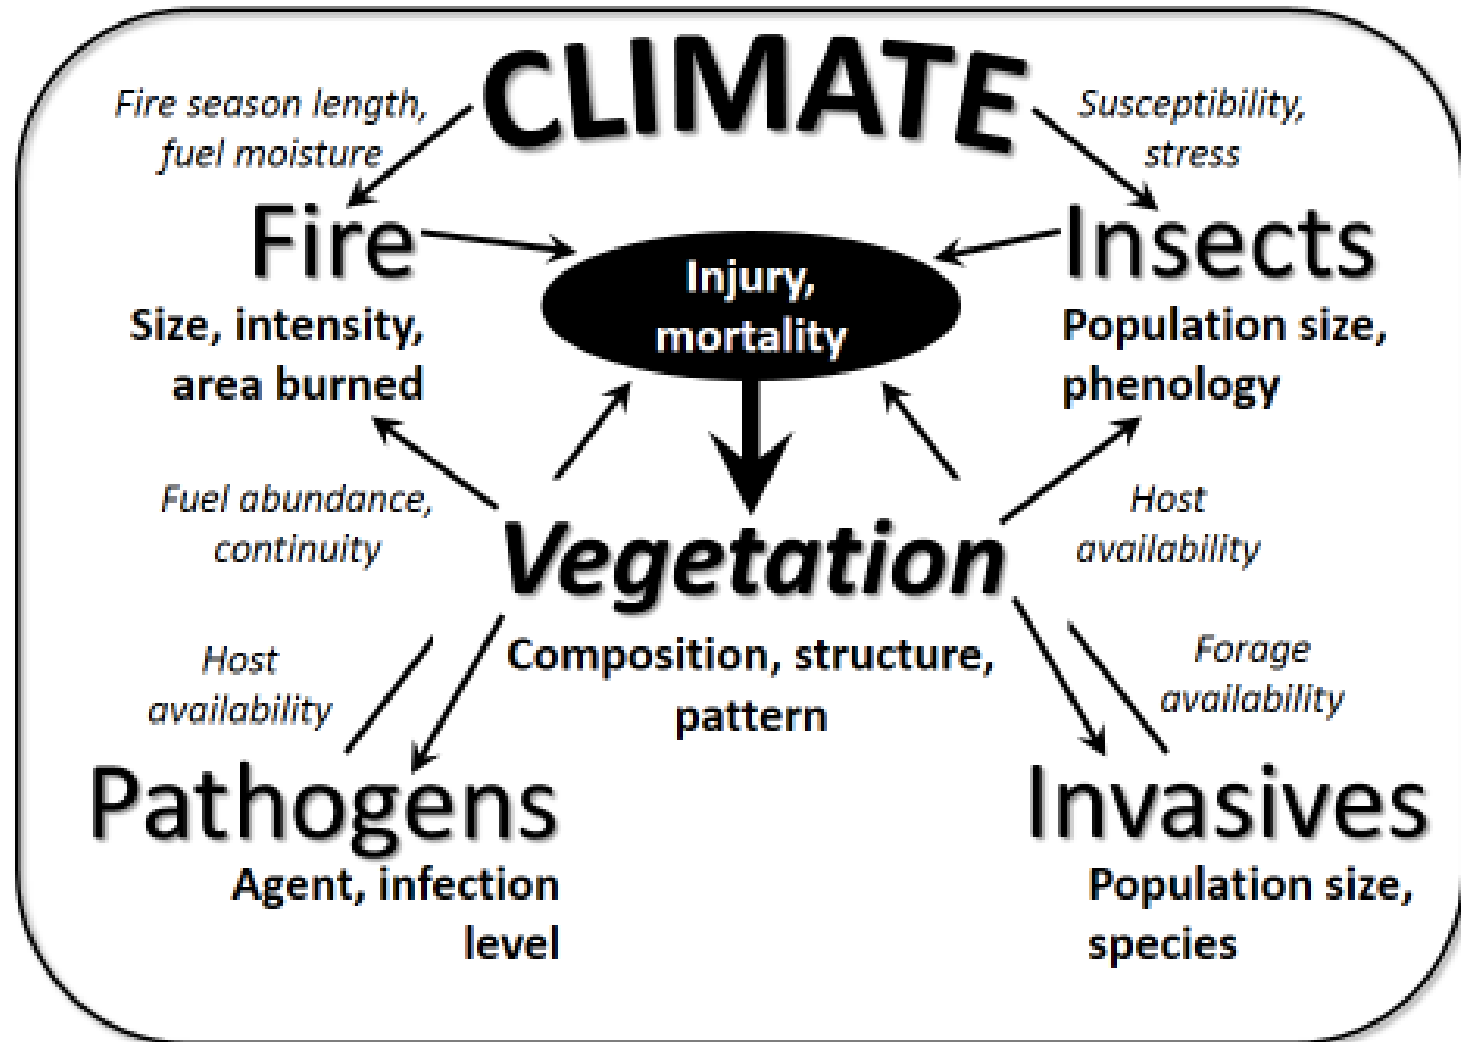 CLIMATE
Fire season length,
fuel moisture
Susceptibility,
stress
Fire
Size, intensity,
area burned
Injury,
mortality
Insects
Population size,
phenology
Fuel abundance,
continuity
Host
availability
Vegetation
Composition, structure,
pattern
Host
availability
Forage
availability
Pathogens
Agent, infection
level
Invasives
Population size,
species